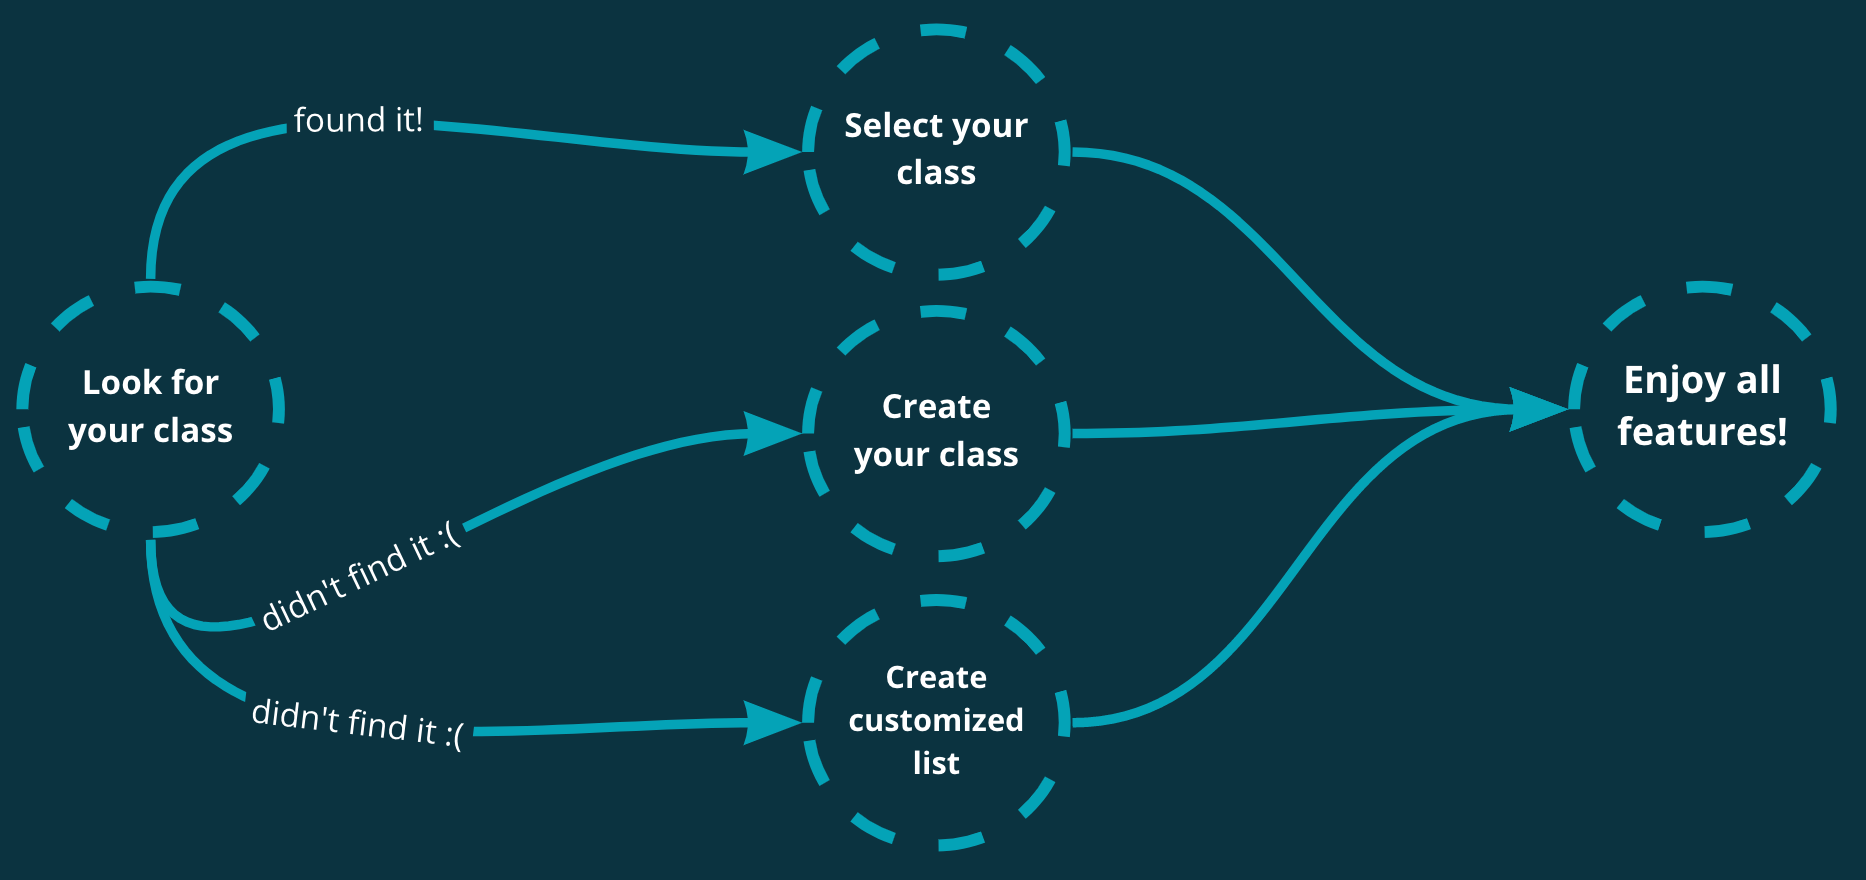 found it!
Select your
class
Look for
your class
Create
your class
Enjoy all
features!
didn't find it :(
didn't find it :(
Create
customized
list